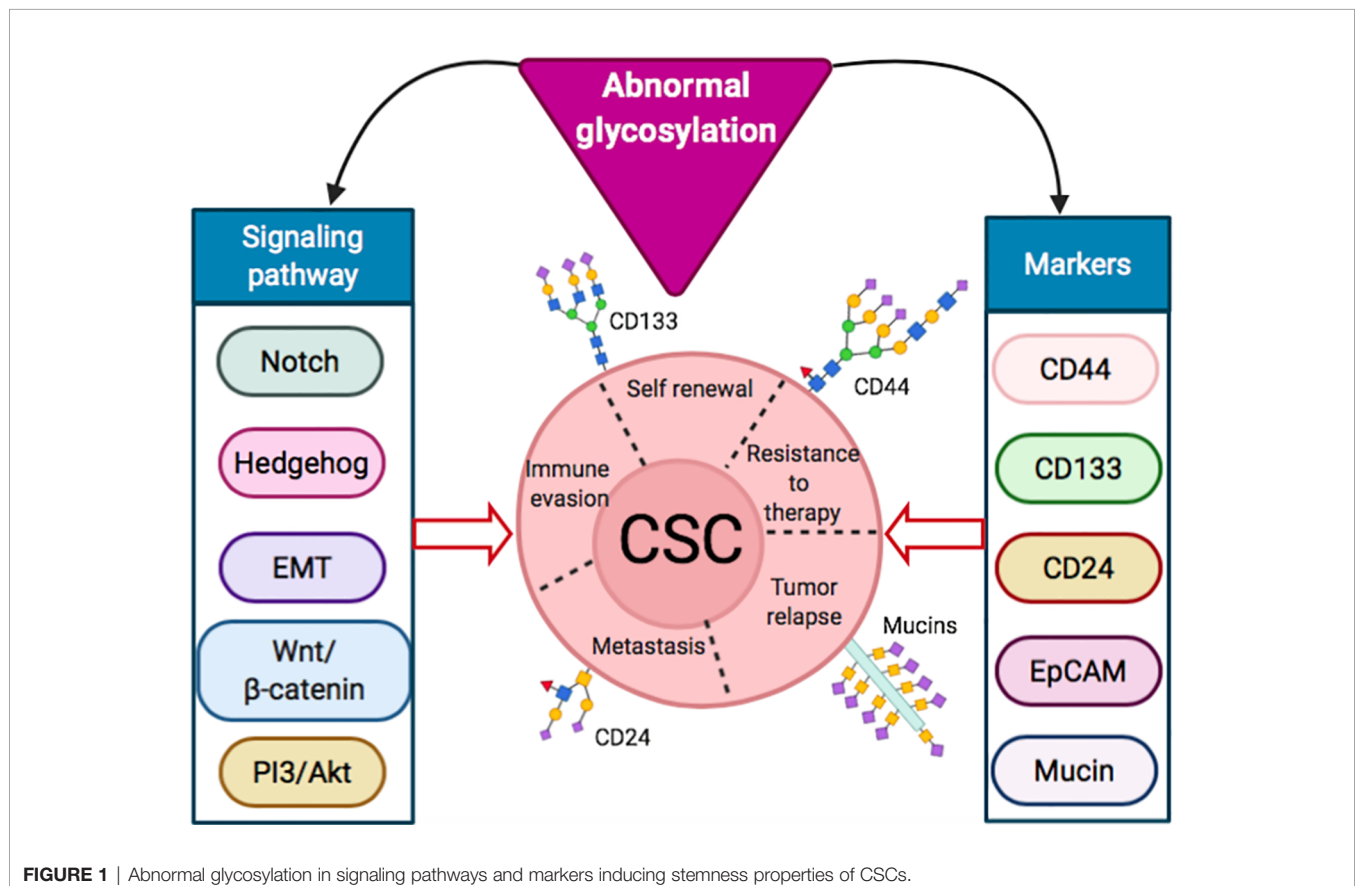 Abnormal
glycosylation
Signaling
pathway
Notch
Hedgehog
EMT
Wnt/
β-catenin
PI3/Akt
CD133
CD44
Self renewal
Resistance
to
therapy
Immune
evasion
CSC
Tumor
relapse
Metastasis
Mucins
CD24
Markers
CD44
CD133
CD24
EpCAM
Mucin
FIGURE 1 | Abnormal glycosylation in signaling pathways and markers inducing stemness properties of CSCs.